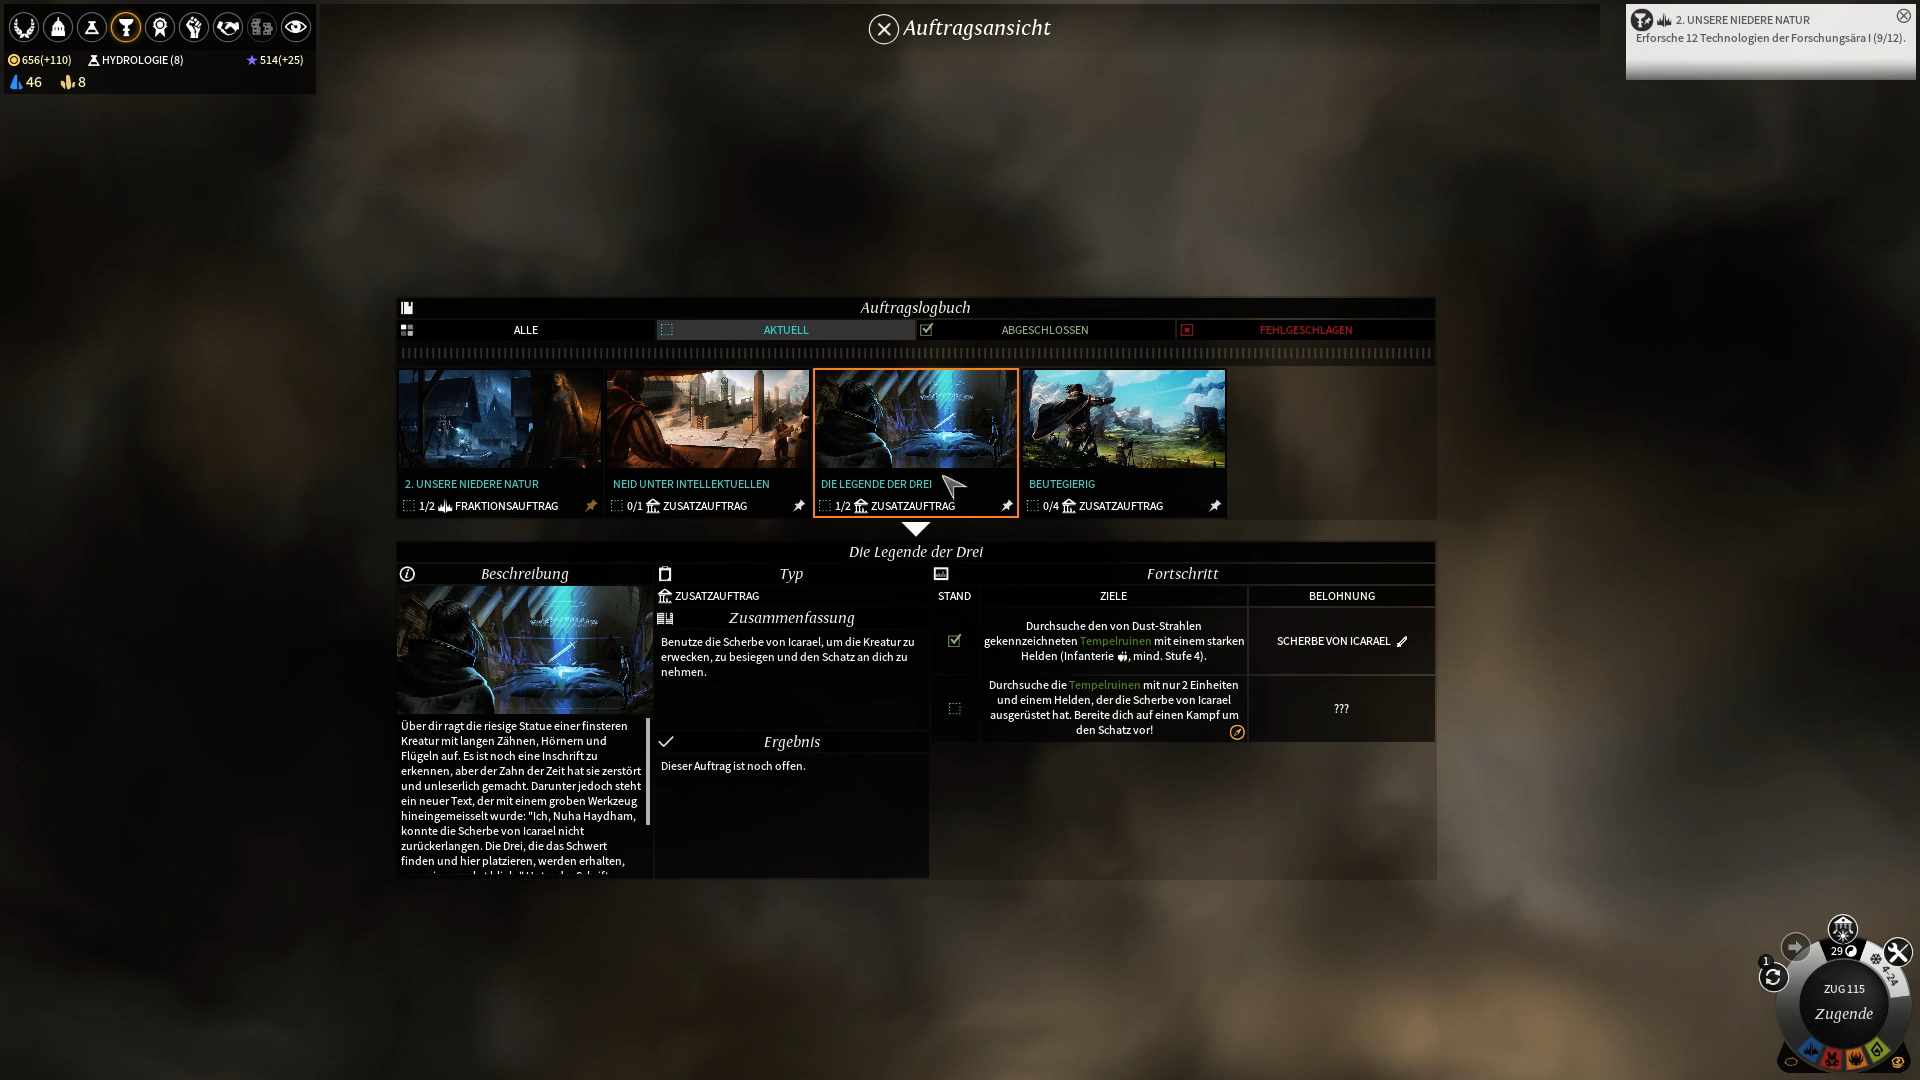 Auftragsansicht
656(+110) HYDROLOGIE (8) 514(+25)
46 8
2. UNSERE NIEDERE NATUR
Erforsche 12 Technologien der Forschungsära I (9/12).
Auftragslogbuch
ALLE AKTUELL ABGESCHLOSSEN FEHLGESCHLAGEN
2. UNSERE NIEDERE NATUR
1/2 FRAKTIONSAUFTRAG
NEID UNTER INTELLEKTUELLEN
0/1 ZUSATZAUFTRAG
DIE LEGENDE DER DREI
1/2 ZUSATZAUFTRAG
BEUTEGIERIG
0/4 ZUSATZAUFTRAG
Die Legende der Drei
Beschreibung
Über dir ragt die riesige Statue einer finsteren
Kreatur mit langen Zähnen, Hörnern und
Flügeln auf. Es ist noch eine Inschrift zu
erkennen, aber der Zahn der Zeit hat sie zerstört
und unleserlich gemacht. Darunter jedoch steht
ein neuer Text, der mit einem groben Werkzeug
hineingemeisselt wurde: "Ich, Nuha Haydham,
konnte die Scherbe von Icarael nicht
zurückerlangen. Die Drei, die das Schwert
finden und hier platzieren, werden erhalten,
Typ
ZUSATZAUFTRAG
Zusammenfassung
Benutze die Scherbe von Icarael, um die Kreatur zu
erwecken, zu besiegen und den Schatz an dich zu
nehmen.
Ergebnis
Dieser Auftrag ist noch offen.
Fortschritt
STAND ZIELE BELOHNUNG
Durchsuche den von Dust-Strahlen
gekennzeichneten Tempelruinen mit einem starken
Helden (Infanterie , mind. Stufe 4).
SCHERBE VON ICARAEL
Durchsuche die Tempelruinen mit nur 2 Einheiten
und einem Helden, der die Scherbe von Icarael
ausgerüstet hat. Bereite dich auf einen Kampf um
den Schatz vor!
???
29
1
4-24
ZUG 115
Zugende